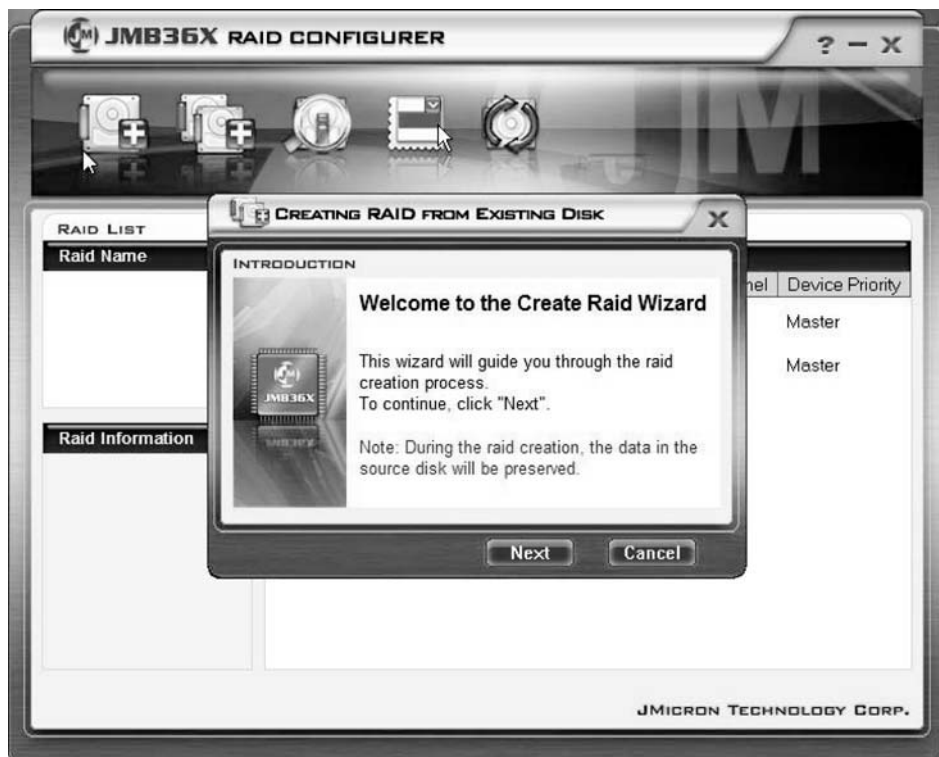 JMB36X RAID CONFIGURER
? – X
JM
CREATING RAID FROM EXISTING DISK
X
RAID LIST
Raid Name
INTRODUCTION
nel Device Priority
Welcome to the Create Raid Wizard
Master
JMB36X
This wizard will guide you through the raid
creation process.
To continue, click "Next".
Master
Raid Information
Note: During the raid creation, the data in the
source disk will be preserved.
Next
Cancel
JMICRON TECHNOLOGY CORP.